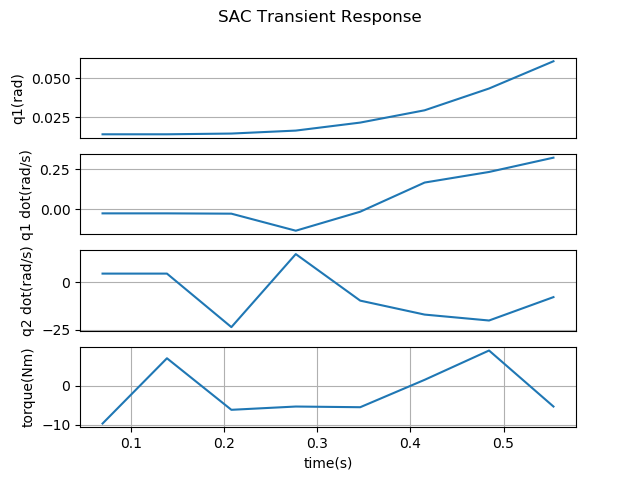 SAC Transient Response
q1(rad)
0.050
0.025
q1 dot(rad/s)
0.25
0.00
q2 dot(rad/s)
0
−25
torque(Nm)
0
−10
0.1 0.2 0.3 0.4 0.5
time(s)